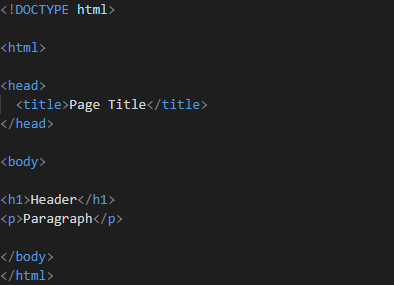 <!DOCTYPE html>
<html>
<head>
<title>Page Title</title>
</head>
<body>
<h1>Header</h1>
<p>Paragraph</p>
</body>
</html>